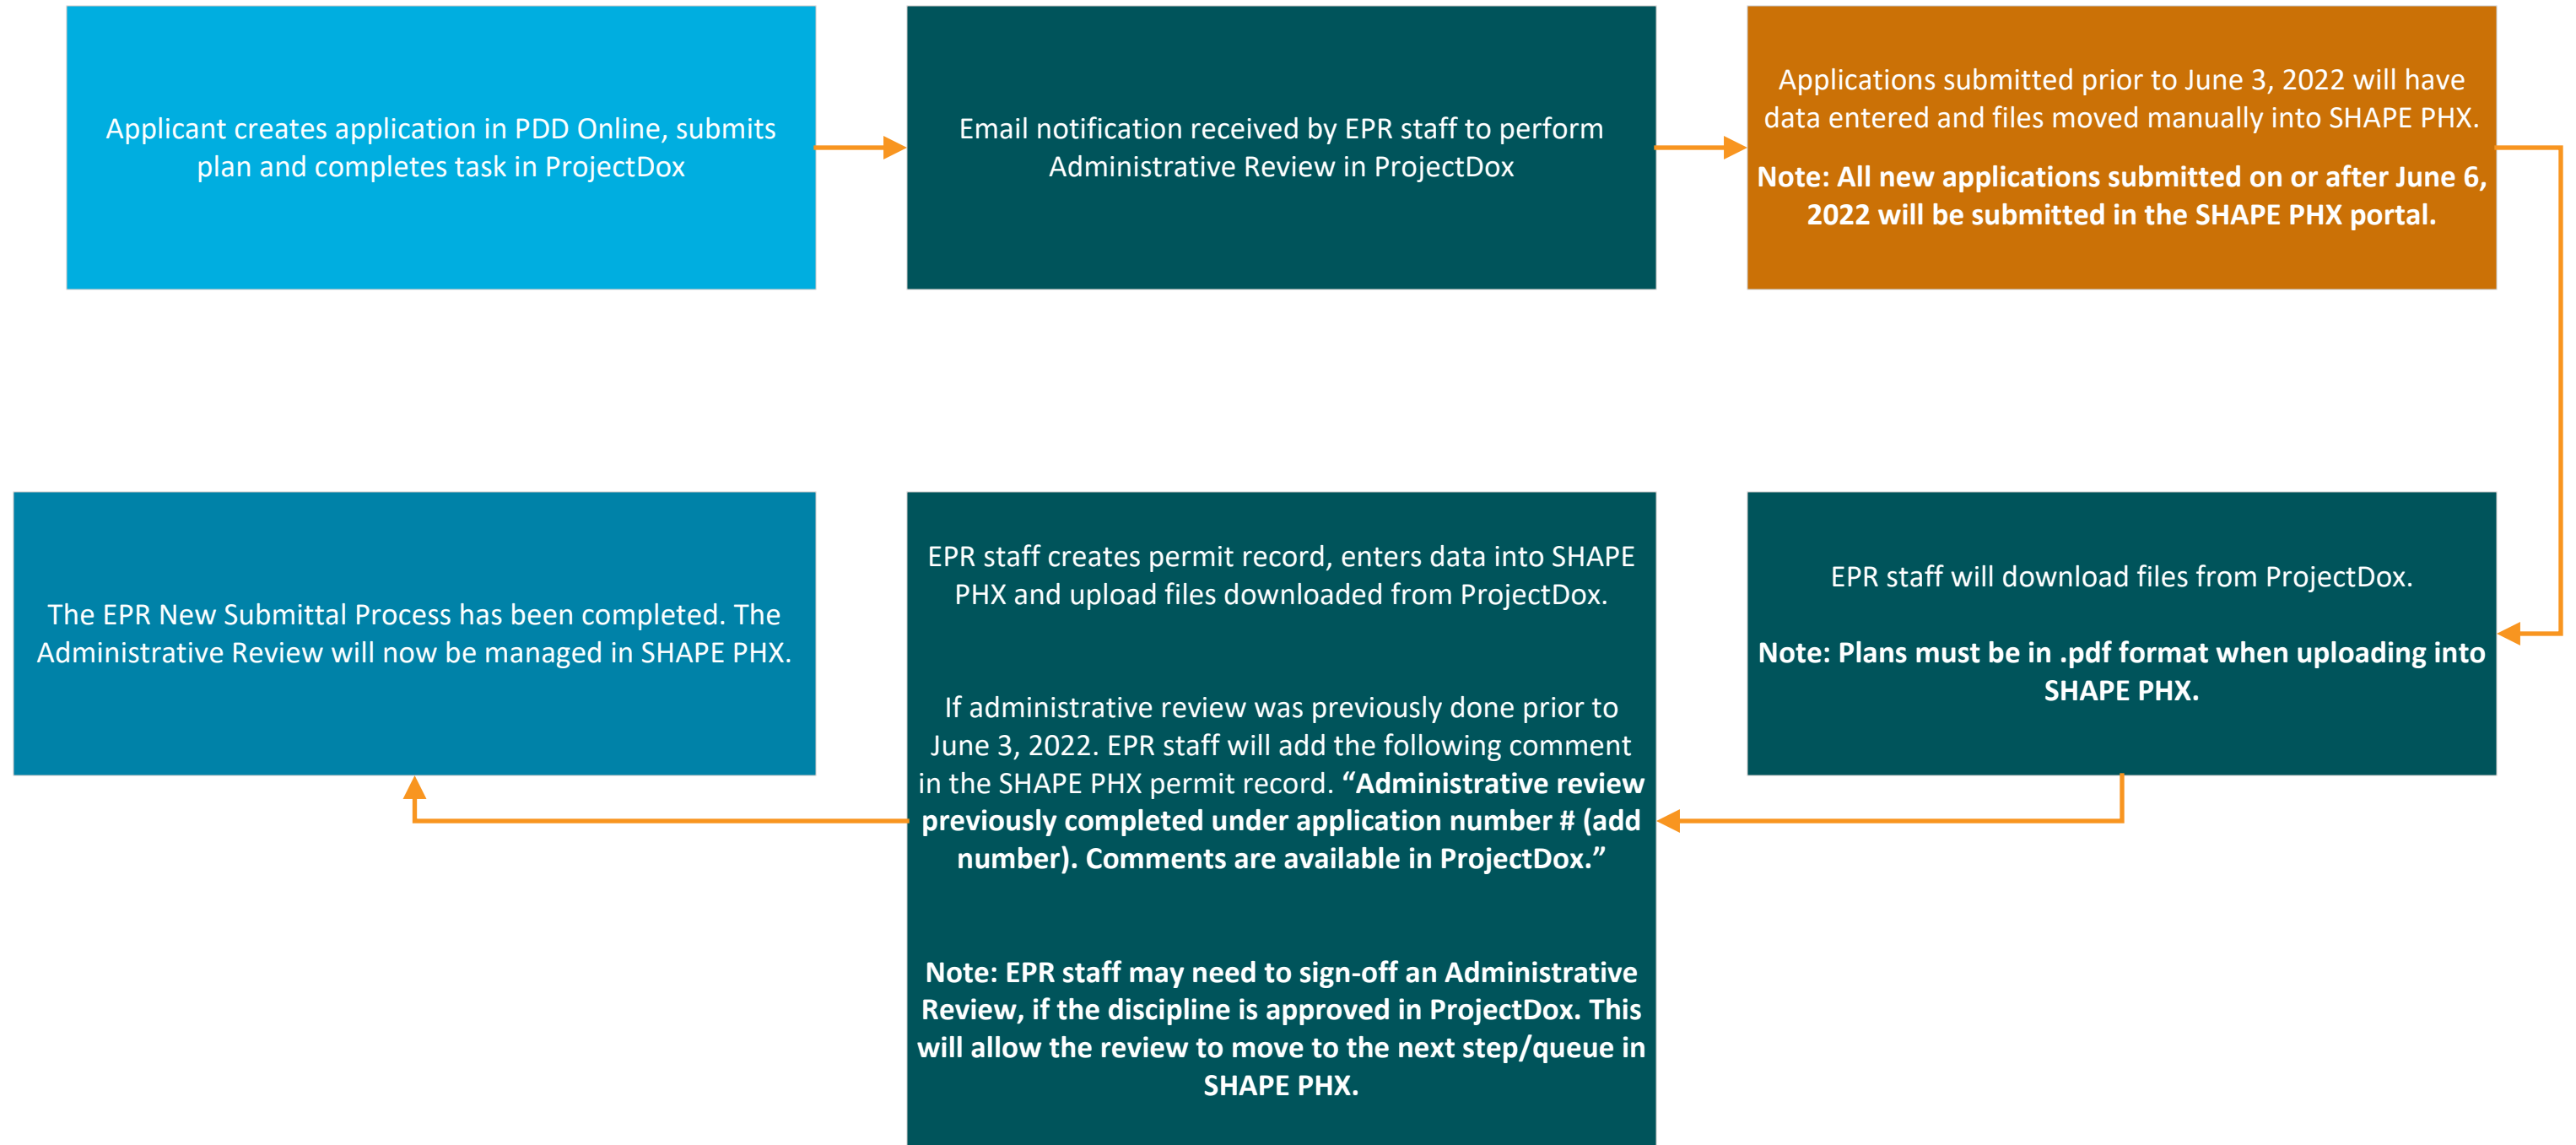 Applicant creates application in PDD Online, submits
plan and completes task in ProjectDox
Email notification received by EPR staff to perform
Administrative Review in ProjectDox
Applications submitted prior to June 3, 2022 will have
data entered and files moved manually into SHAPE PHX.
Note: All new applications submitted on or after June 6,
2022 will be submitted in the SHAPE PHX portal.
EPR staff will download files from ProjectDox.
Note: Plans must be in .pdf format when uploading into
SHAPE PHX.
EPR staff creates permit record, enters data into SHAPE
PHX and upload files downloaded from ProjectDox.
If administrative review was previously done prior to
June 3, 2022. EPR staff will add the following comment
in the SHAPE PHX permit record. “Administrative review
previously completed under application number # (add
number). Comments are available in ProjectDox.”
Note: EPR staff may need to sign-off an Administrative
Review, if the discipline is approved in ProjectDox. This
will allow the review to move to the next step/queue in
SHAPE PHX.
The EPR New Submittal Process has been completed. The
Administrative Review will now be managed in SHAPE PHX.